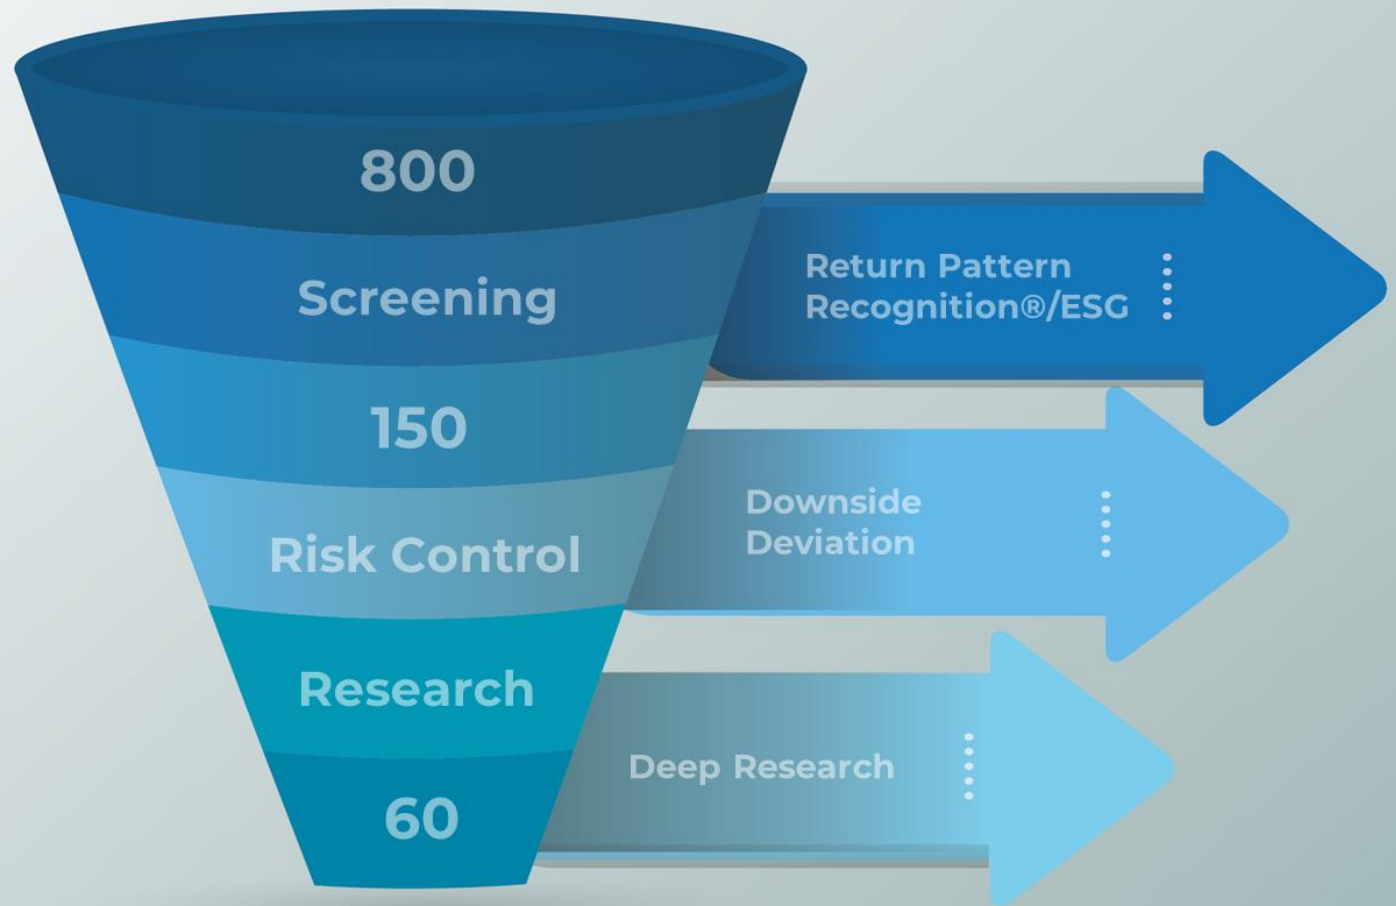 800
Screening
Return Pattern
Recognition®/ESG
150
Downside
Deviation
Risk Control
Research
Deep Research
60